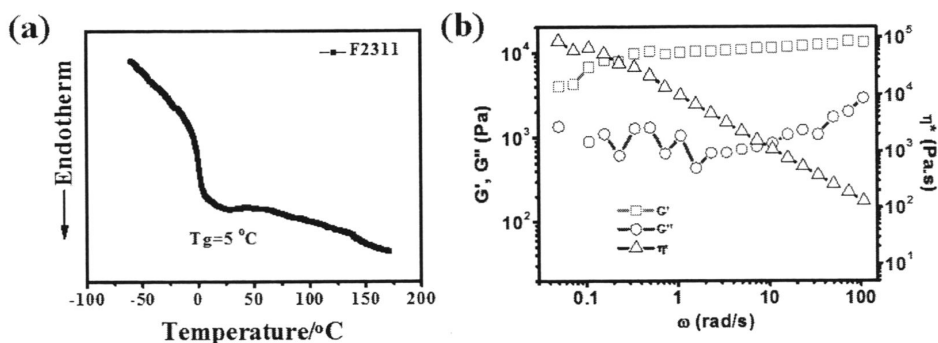 (a)
F2311
Endotherm
Tg=5 °C
-100 -50 0 50 100 150 200
Temperature/°C
(b)
G', G'' (Pa)
10⁴
10³
10²
G'
G''
η*
0.1 1 10 100
ω (rad/s)
10⁵
10⁴
10³
10²
10¹
η* (Pa.s)